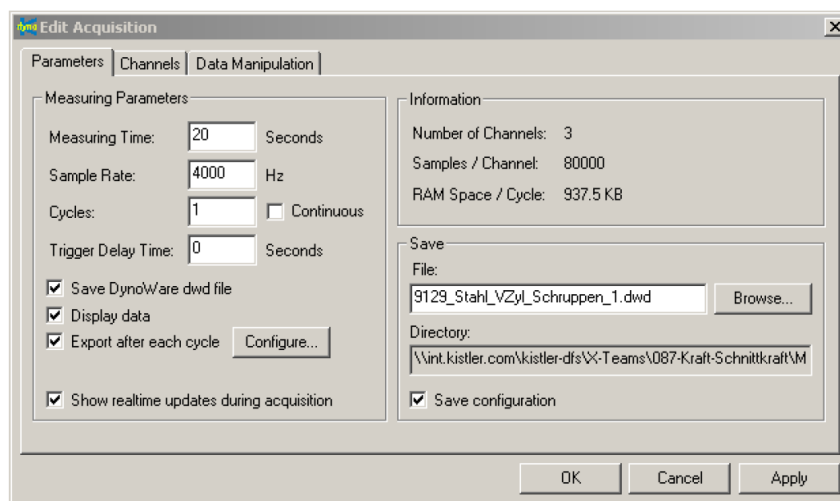 dyno Edit Acquisition
Parameters Channels Data Manipulation
Measuring Parameters
Measuring Time: 20 Seconds
Sample Rate: 4000 Hz
Cycles: 1 Continuous
Trigger Delay Time: 0 Seconds
Save DynoWare dwd file
Display data
Export after each cycle Configure...
Show realtime updates during acquisition
Information
Number of Channels: 3
Samples / Channel: 80000
RAM Space / Cycle: 937.5 KB
Save
File:
9129_Stahl_VZyl_Schruppen_1.dwd Browse...
Directory:
\\int.kistler.com\kistler-dfs\X-Teams\087-Kraft-Schnittkraft\M
Save configuration
OK Cancel Apply